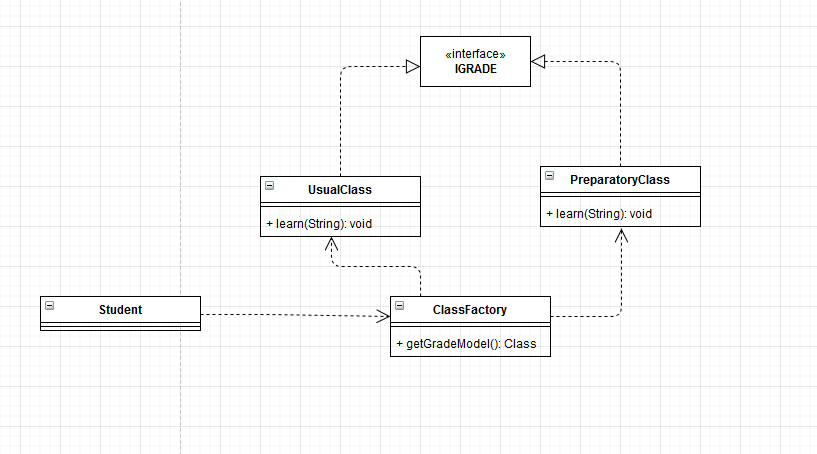 «interface»
IGRADE
UsualClass
+ learn(String): void
PreparatoryClass
+ learn(String): void
Student
ClassFactory
+ getGradeModel(): Class